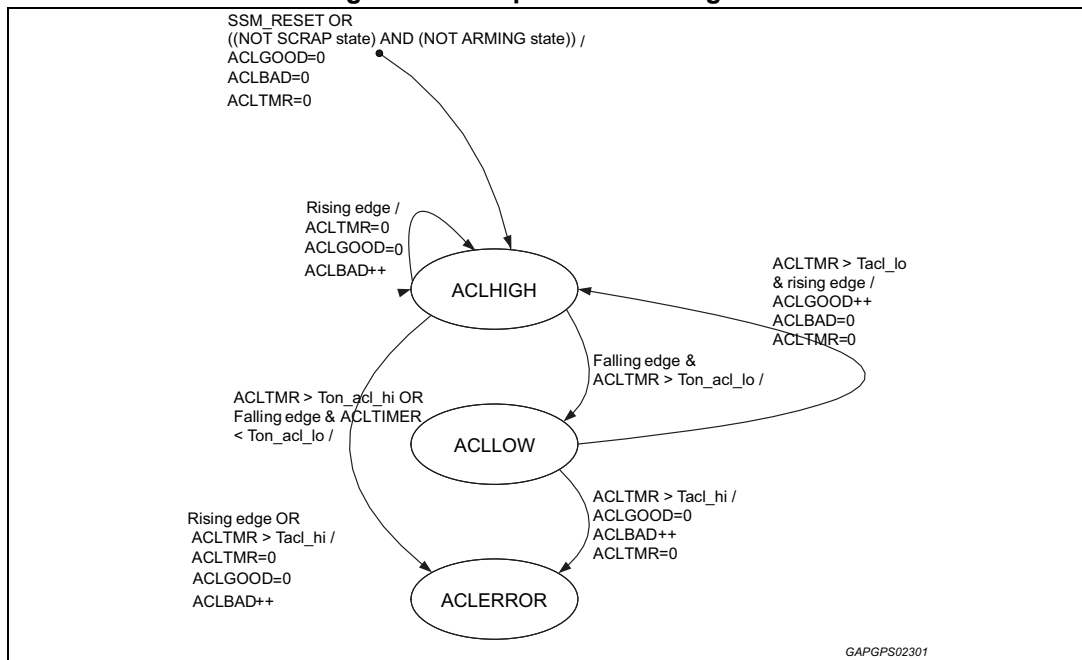 SSM_RESET OR
((NOT SCRAP state) AND (NOT ARMING state)) /
ACLGOOD=0
ACLBAD=0
ACLTMR=0
Rising edge /
ACLTMR=0
ACLGOOD=0
ACLBAD++
ACLHIGH
ACLTMR > Tacl_lo
& rising edge /
ACLGOOD++
ACLBAD=0
ACLTMR=0
Falling edge &
ACLTMR > Ton_acl_lo /
ACLTMR > Ton_acl_hi OR
Falling edge & ACLTIMER
< Ton_acl_lo /
ACLLOW
ACLTMR > Tacl_hi /
ACLGOOD=0
ACLBAD++
ACLTMR=0
Rising edge OR
ACLTMR > Tacl_hi /
ACLTMR=0
ACLGOOD=0
ACLBAD++
ACLERROR
GAPGPS02301